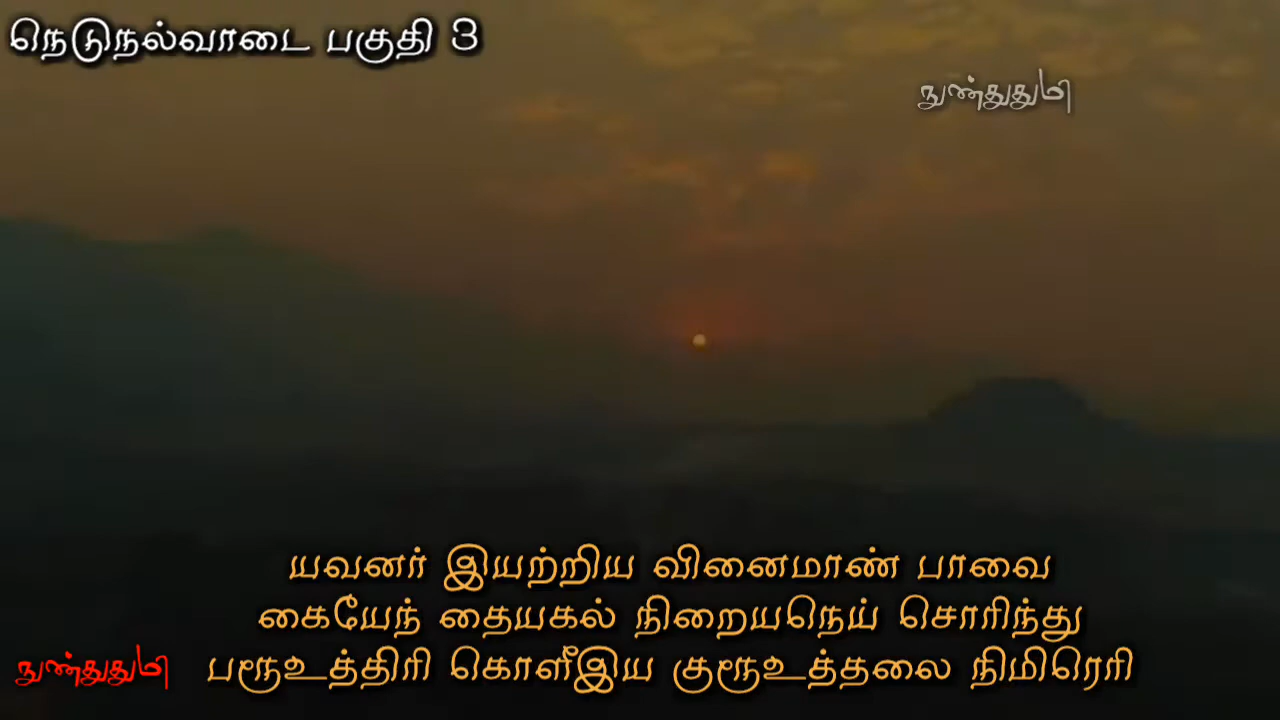 நெடுநல்வாடை பகுதி 3
நுண்துதுமி
யவனர் இயற்றிய வினைமாண் பாவை
கையேந் தையகல் நிறையநெய் சொரிந்து
பரூஉத்திரி கொளீஇய குரூஉத்தலை நிமிரெரி
நுண்துதுமி